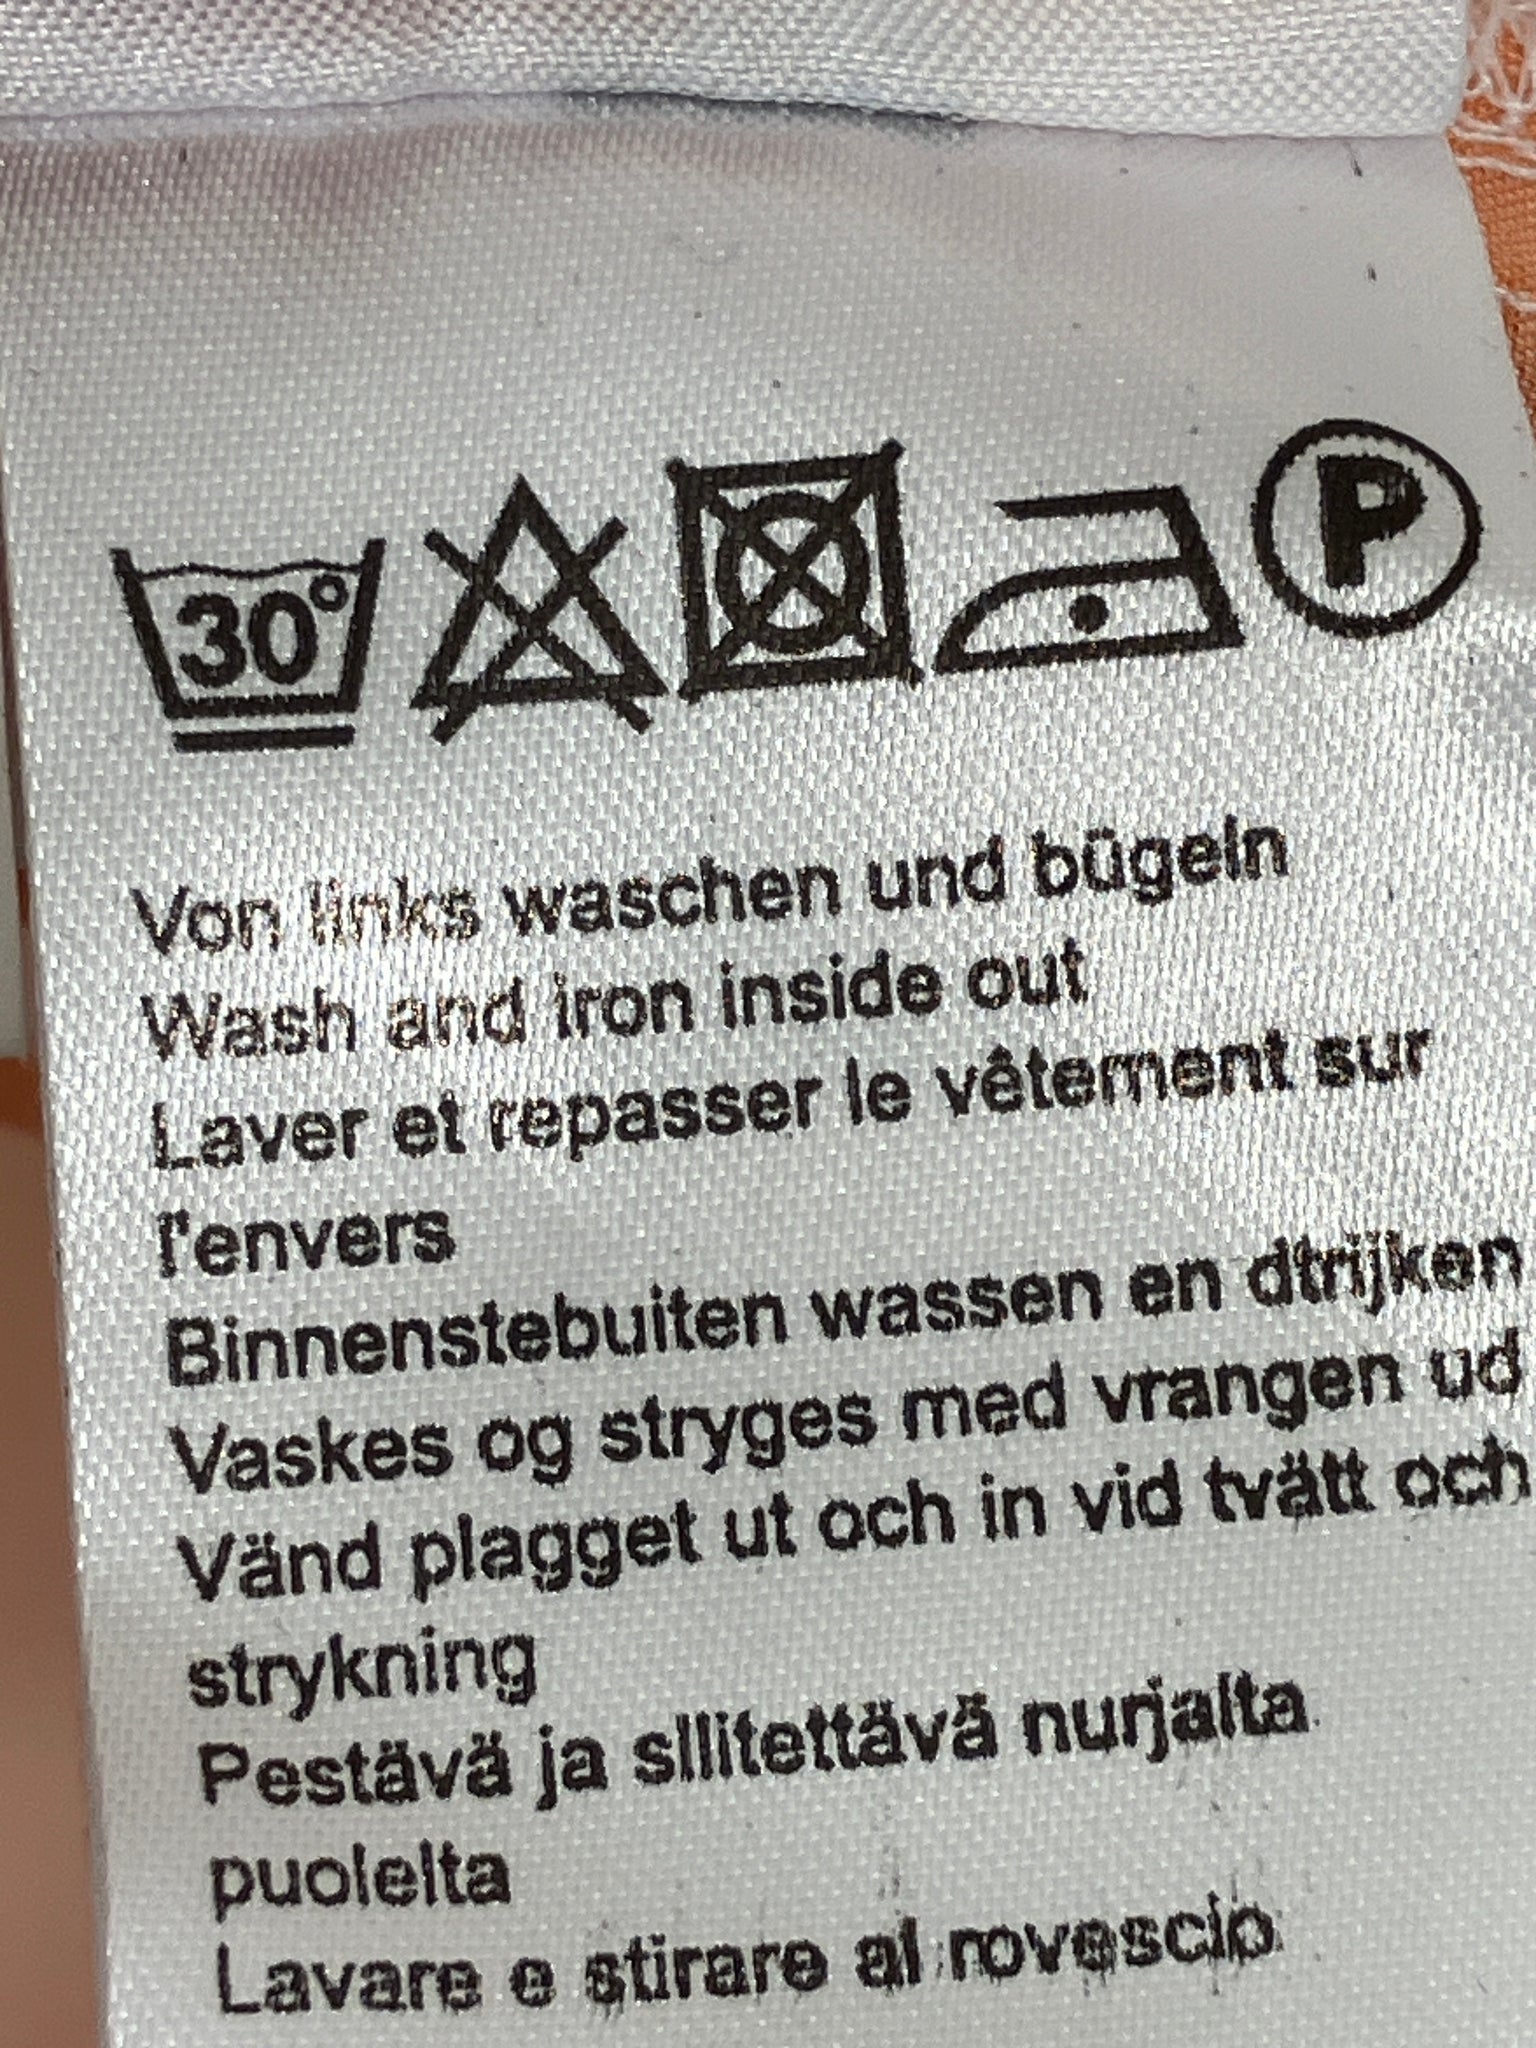 30°
P
Von links waschen und bügeln
Wash and iron inside out
Laver et repasser le vêtement sur
l'envers
Binnenstebuiten wassen en dtrijken
Vaskes og stryges med vrangen ud
Vänd plagget ut och in vid tvätt och
strykning
Pestävä ja sllitettävä nurjalta
puolelta
Lavare e stirare al rovescio